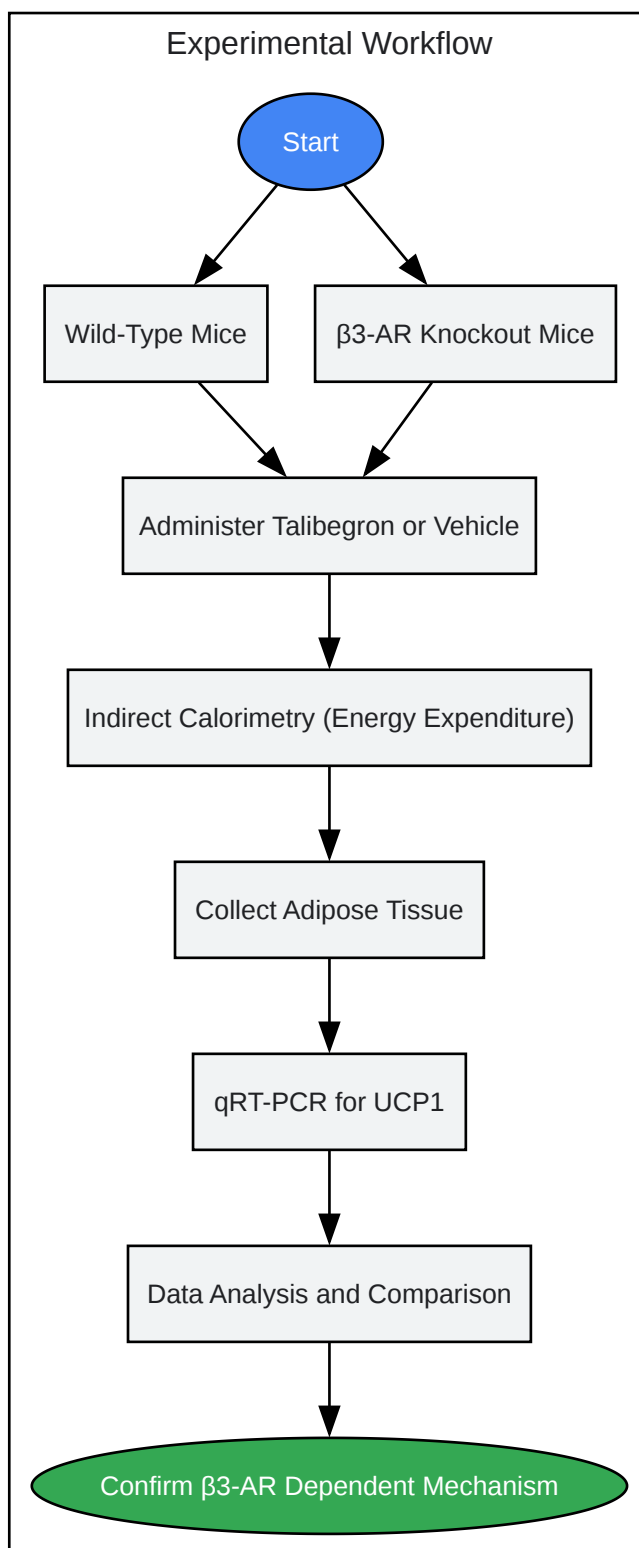 Experimental Workflow
Start
Wild-Type Mice
β3-AR Knockout Mice
Administer Talibegron or Vehicle
Indirect Calorimetry (Energy Expenditure)
Collect Adipose Tissue
qRT-PCR for UCP1
Data Analysis and Comparison
Confirm β3-AR Dependent Mechanism